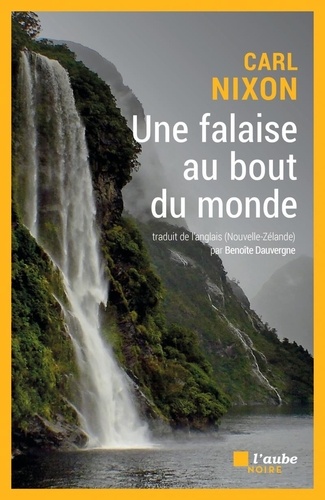 CARL
NIXON
Une falaise
au bout
du monde
traduit de l'anglais (Nouvelle-Zélande)
par Benoîte Dauvergne
l'aube
NOIRE